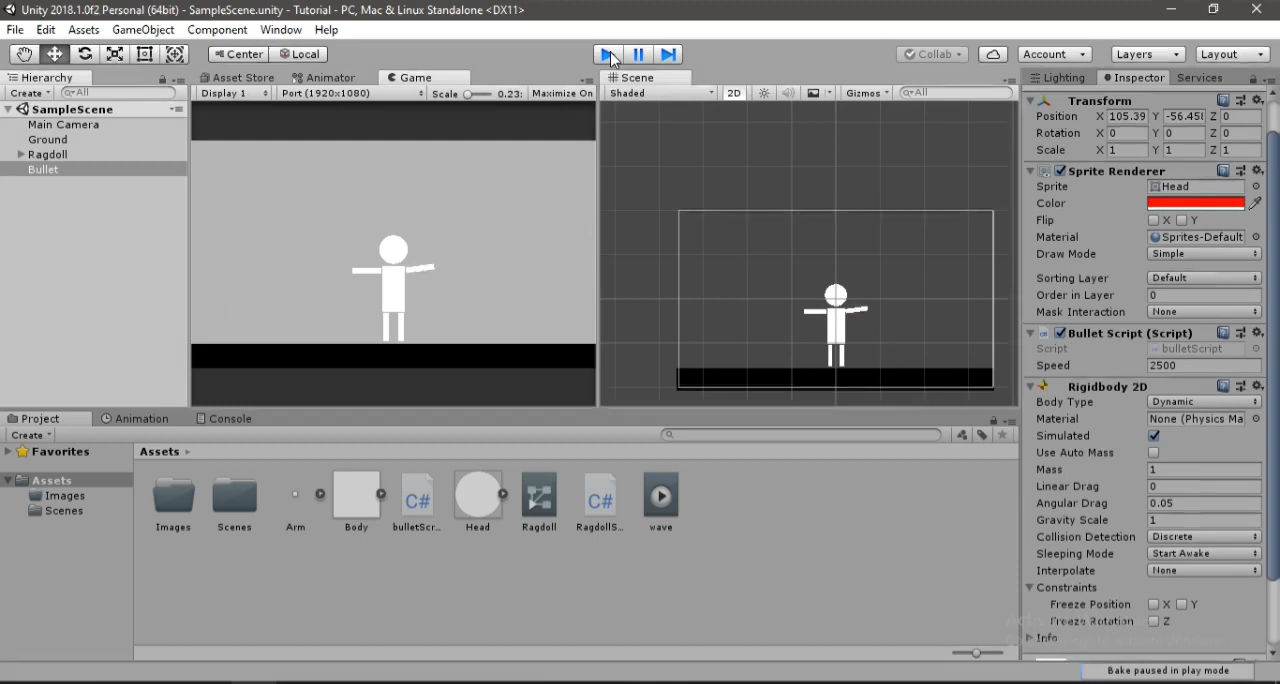 Unity 2018.1.0f2 Personal (64bit) - SampleScene.unity - Tutorial - PC, Mac & Linux Standalone <DX11>
File Edit Assets GameObject Component Window Help
Center Local Collab Account Layers Layout
Hierarchy Asset Store Animator Game Scene Lighting Inspector Services
Create All Display 1 Port (1920x1080) Scale 0.23: Maximize On Shaded 2D Gizmos All
SampleScene
Main Camera
Ground
Ragdoll
Bullet
Transform
Position X 105.39 Y -56.458 Z 0
Rotation X 0 Y 0 Z 0
Scale X 1 Y 1 Z 1
Sprite Renderer
Sprite Head
Color
Flip X Y
Material Sprites-Default
Draw Mode Simple
Sorting Layer Default
Order in Layer 0
Mask Interaction None
Bullet Script (Script)
Script bulletScript
Speed 2500
Rigidbody 2D
Body Type Dynamic
Material None (Physics Ma
Simulated
Use Auto Mass
Mass 1
Linear Drag 0
Angular Drag 0.05
Gravity Scale 1
Collision Detection Discrete
Sleeping Mode Start Awake
Interpolate None
Constraints
Freeze Position X Y
Freeze Rotation Z
Info
Project Animation Console
Create
Favorites
Assets
Images
Scenes
Assets
C# C#
Images Scenes Arm Body bulletScr... Head Ragdoll RagdollS... wave
Bake paused in play mode